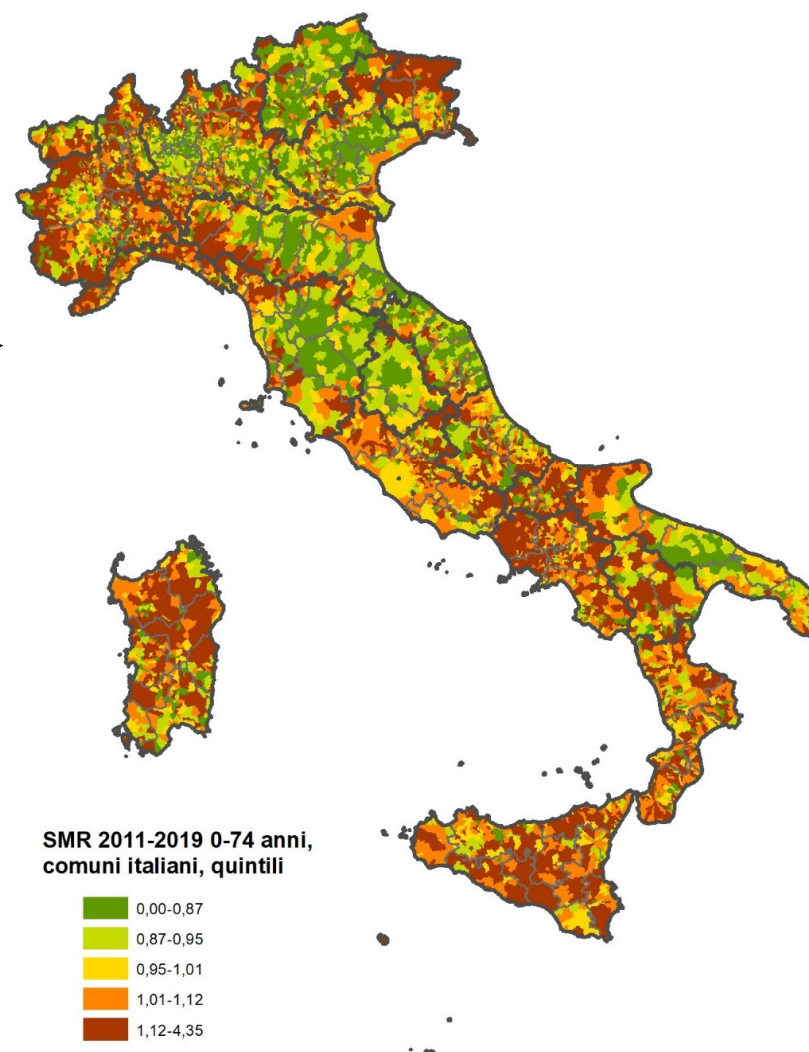 SMR 2011-2019 0-74 anni,
comuni italiani, quintili
0,00-0,87
0,87-0,95
0,95-1,01
1,01-1,12
1,12-4,35